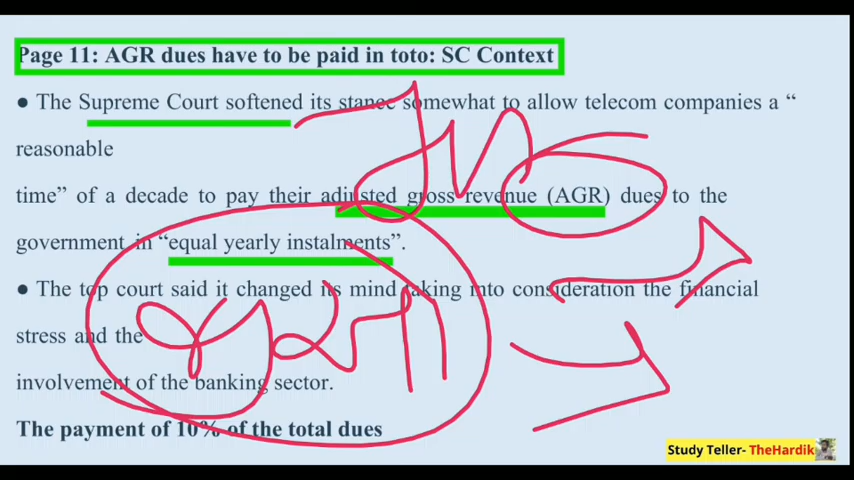 Page 11: AGR dues have to be paid in toto: SC Context
● The Supreme Court softened its stance somewhat to allow telecom companies a “
reasonable
time” of a decade to pay their adjusted gross revenue (AGR) dues to the
government in “equal yearly instalments”.
● The top court said it changed its mind taking into consideration the financial
stress and the
involvement of the banking sector.
The payment of 10% of the total dues
Study Teller- TheHardik